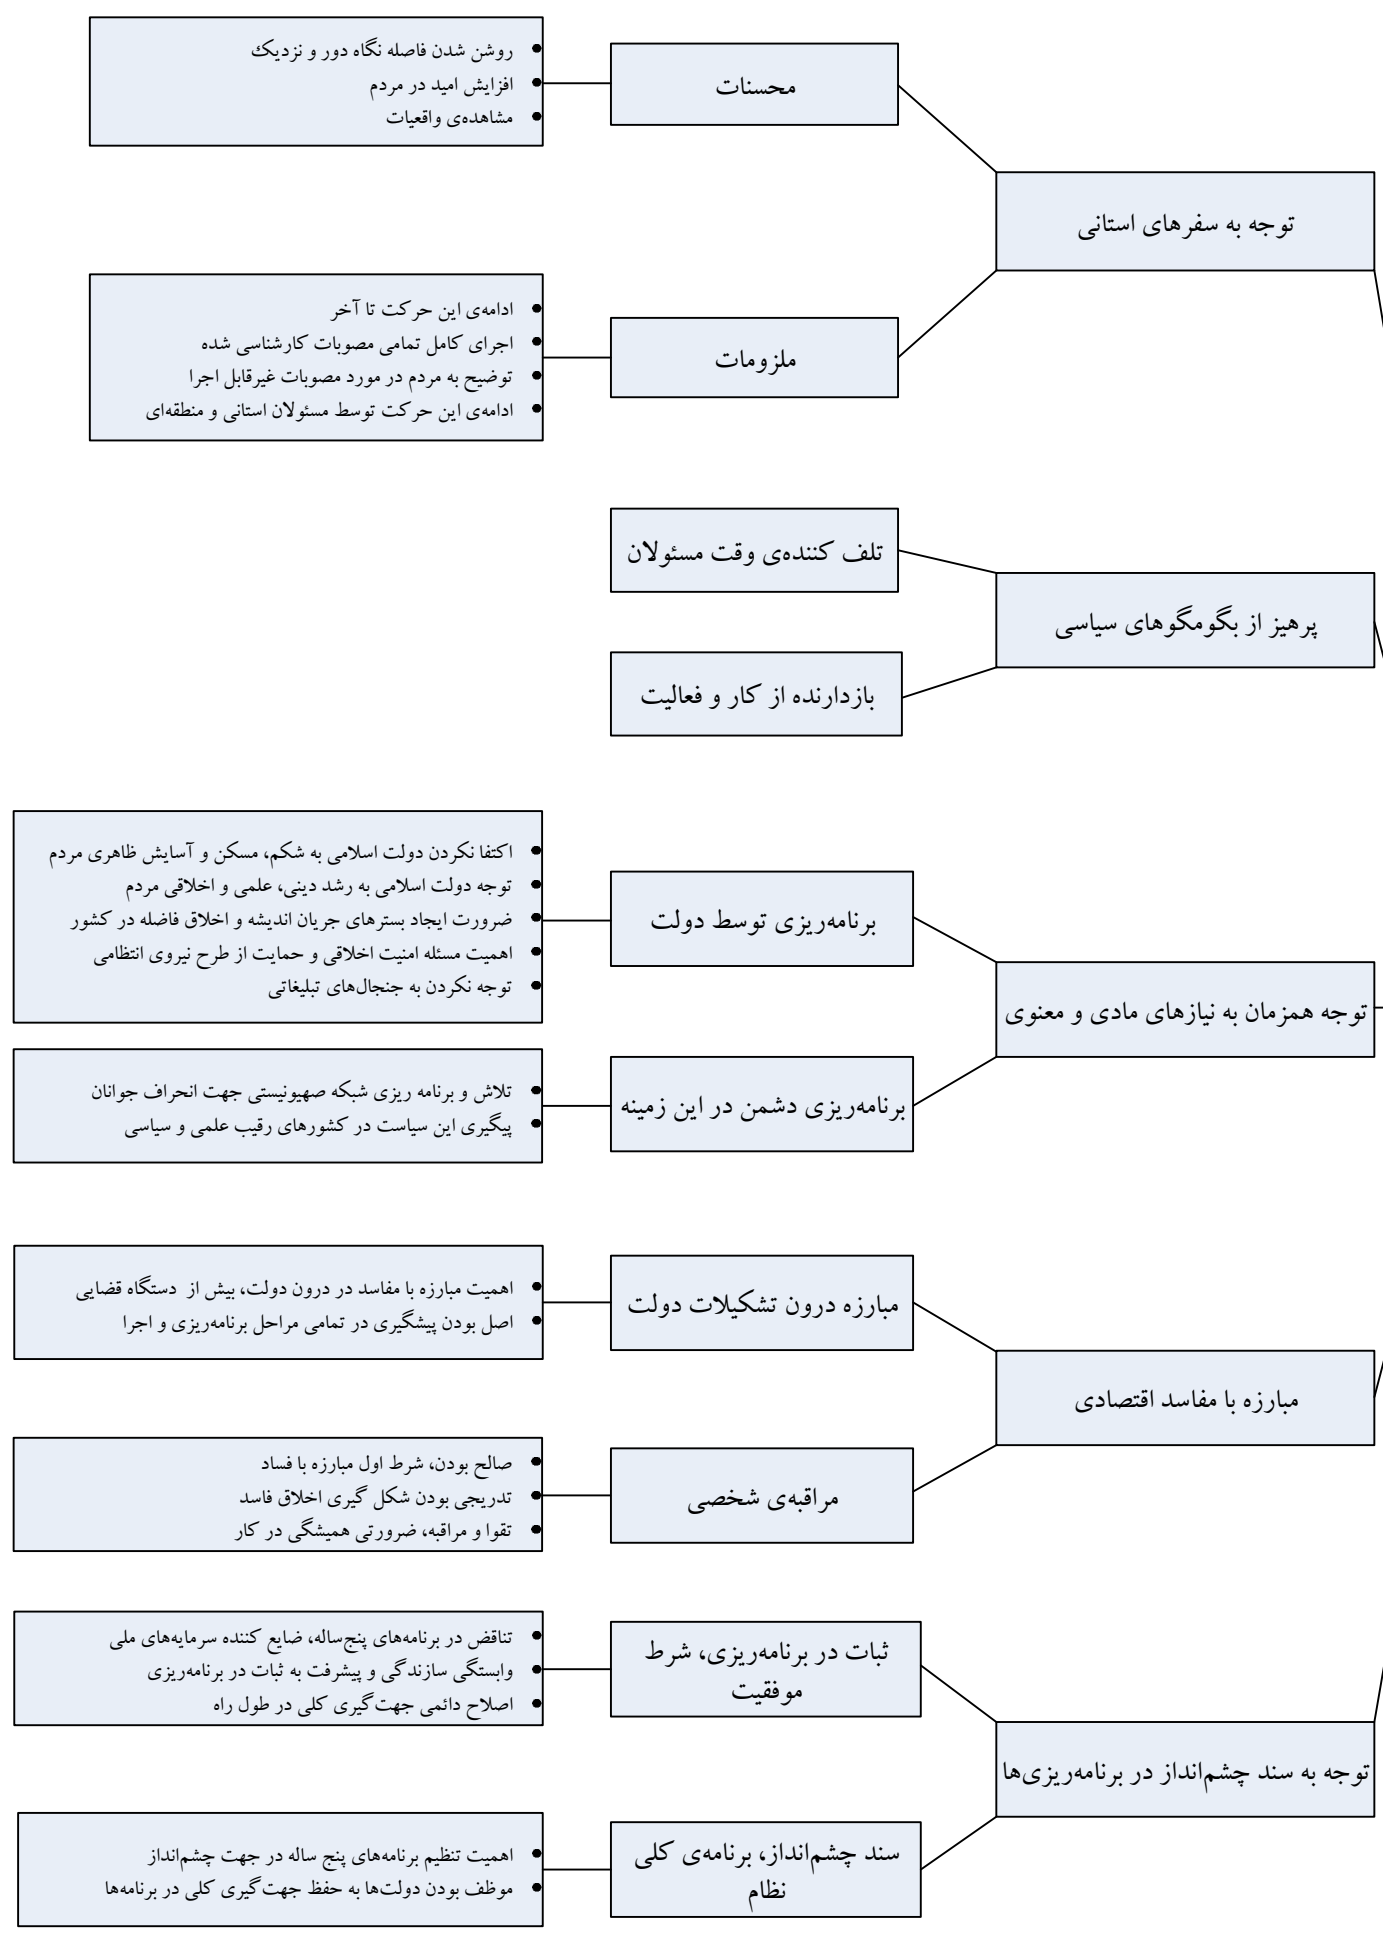 توجه به سفرهای استانی
محسنات
روشن شدن فاصله نگاه دور و نزدیک
افزایش امید در مردم
مشاهده‌ی واقعیات
ملزومات
ادامه‌ی این حرکت تا آخر
اجرای کامل تمامی مصوبات کارشناسی شده
توضیح به مردم در مورد مصوبات غیرقابل اجرا
ادامه‌ی این حرکت توسط مسئولان استانی و منطقه‌ای
پرهیز از بگومگوهای سیاسی
تلف کننده‌ی وقت مسئولان
بازدارنده از کار و فعالیت
توجه همزمان به نیازهای مادی و معنوی
برنامه‌ریزی توسط دولت
اکتفا نکردن دولت اسلامی به شکم، مسکن و آسایش ظاهری مردم
توجه دولت اسلامی به رشد دینی، علمی و اخلاقی مردم
ضرورت ایجاد بسترهای جریان اندیشه و اخلاق فاضله در کشور
اهمیت مسئله امنیت اخلاقی و حمایت از طرح نیروی انتظامی
توجه نکردن به جنجال‌های تبلیغاتی
برنامه‌ریزی دشمن در این زمینه
تلاش و برنامه ریزی شبکه صهیونیستی جهت انحراف جوانان
پیگیری این سیاست در کشورهای رقیب علمی و سیاسی
مبارزه با مفاسد اقتصادی
مبارزه درون تشکیلات دولت
اهمیت مبارزه با مفاسد در درون دولت، بیش از دستگاه قضایی
اصل بودن پیشگیری در تمامی مراحل برنامه‌ریزی و اجرا
مراقبه‌ی شخصی
صالح بودن، شرط اول مبارزه با فساد
تدریجی بودن شکل گیری اخلاق فاسد
تقوا و مراقبه، ضرورتی همیشگی در کار
توجه به سند چشم‌انداز در برنامه‌ریزی‌ها
ثبات در برنامه‌ریزی، شرط
موفقیت
تناقض در برنامه‌های پنج‌ساله، ضایع کننده سرمایه‌های ملی
وابستگی سازندگی و پیشرفت به ثبات در برنامه‌ریزی
اصلاح دائمی جهت‌گیری کلی در طول راه
سند چشم‌انداز، برنامه‌ی کلی
نظام
اهمیت تنظیم برنامه‌های پنج ساله در جهت چشم‌انداز
موظف بودن دولت‌ها به حفظ جهت‌گیری کلی در برنامه‌ها